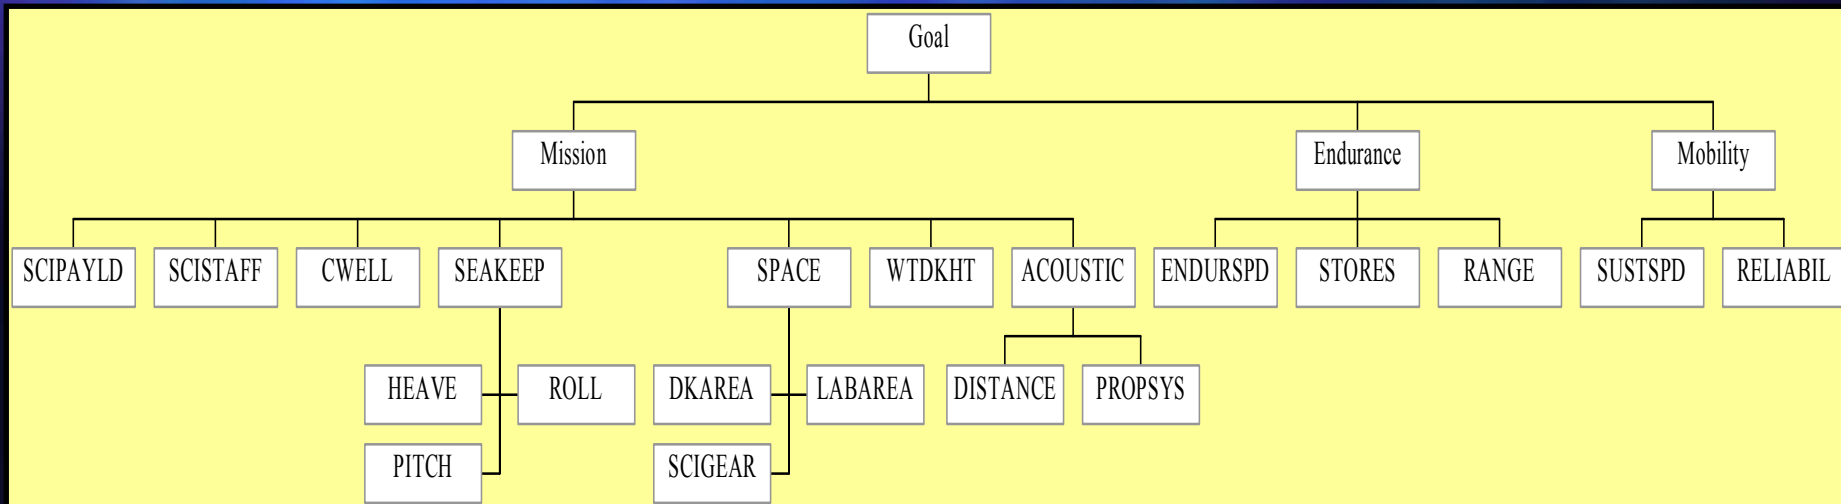 Goal
Mission
Endurance
Mobility
SCIPAYLD
SCISTAFF
CWELL
SEAKEEP
SPACE
WTDKHT
ACOUSTIC
ENDURSPD
STORES
RANGE
SUSTSPD
RELIABIL
HEAVE
ROLL
DKAREA
LABAREA
DISTANCE
PROPSYS
PITCH
SCIGEAR